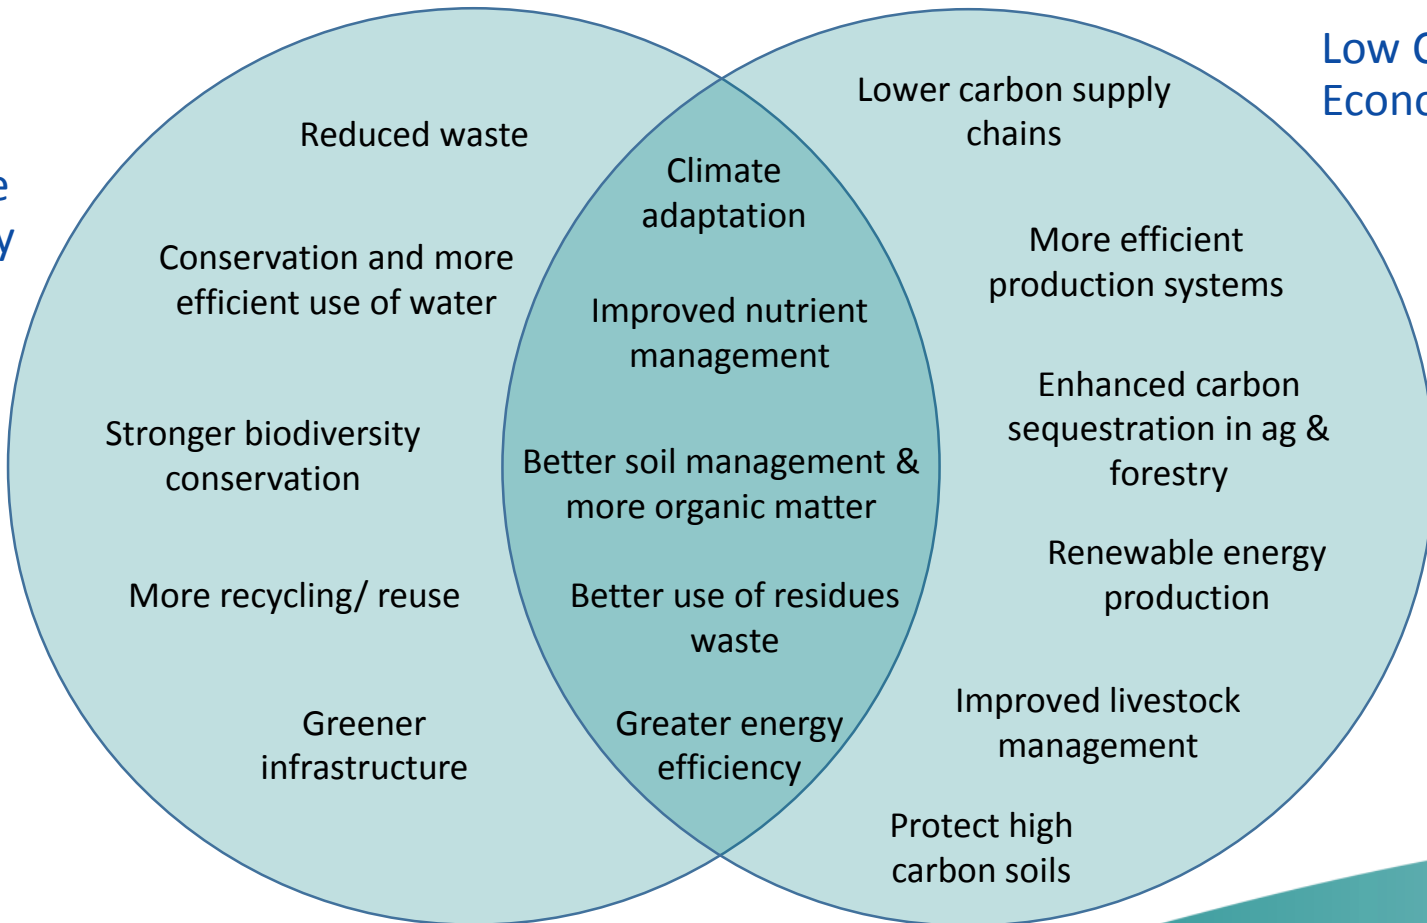 Low
Reduced waste
Conservation and more
efficient use of water
Stronger biodiversity
conservation
More recycling/ reuse
Greener
infrastructure
Climate
adaptation
Improved nutrient
management
Better soil management &
more organic matter
Better use of residues
waste
Greater energy
efficiency
Lower carbon supply
chains
More efficient
production systems
Enhanced carbon
sequestration in ag &
forestry
Renewable energy
production
Improved livestock
management
Protect high
carbon soils